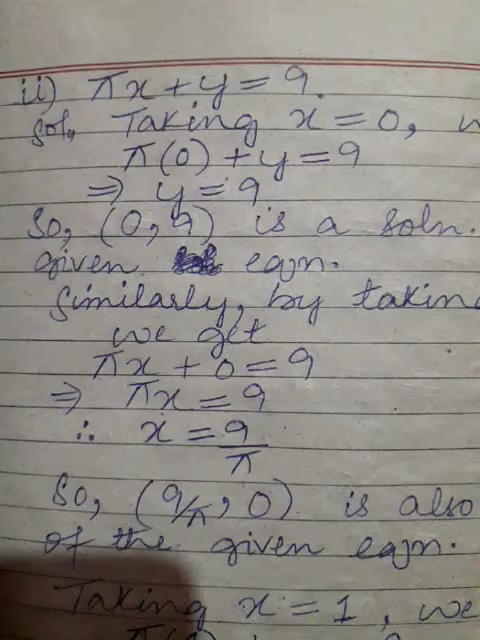 ii) πx + y = 9.
Sol, Taking x = 0, w
π(0) + y = 9
⇒ y = 9
So, (0, 9) is a soln.
given eqn.
Similarly, by taking
we get
πx + 0 = 9
⇒ πx = 9
∴ x = 9/π
So, (9/π, 0) is also
of the given eqn.
Taking x = 1, we